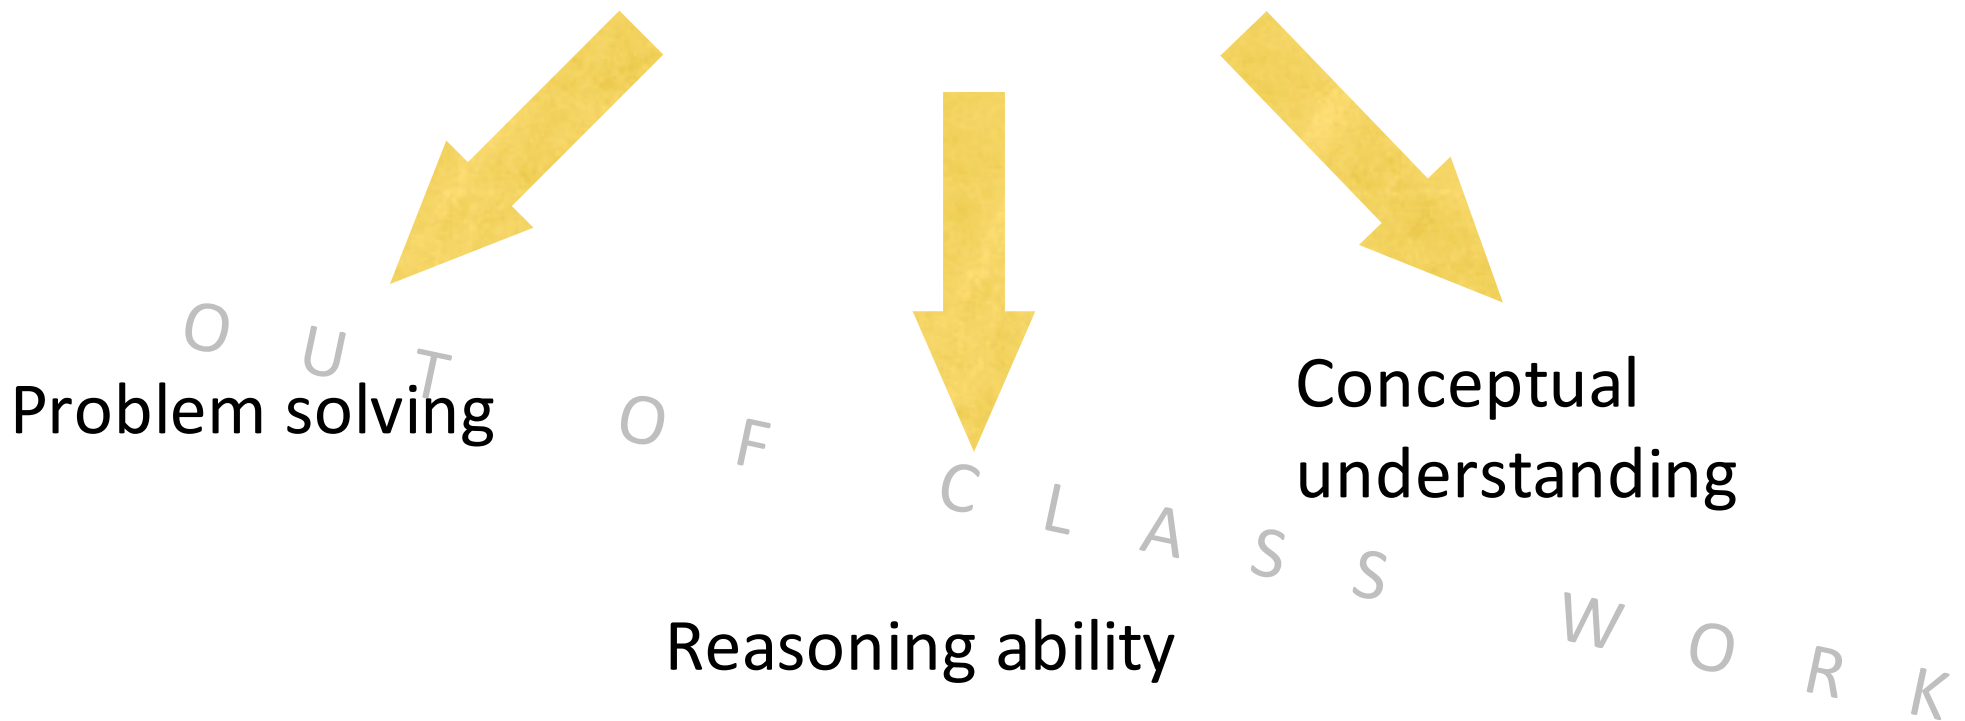 OUT OF CLASS WORK
Problem solving
Conceptual
understanding
Reasoning ability